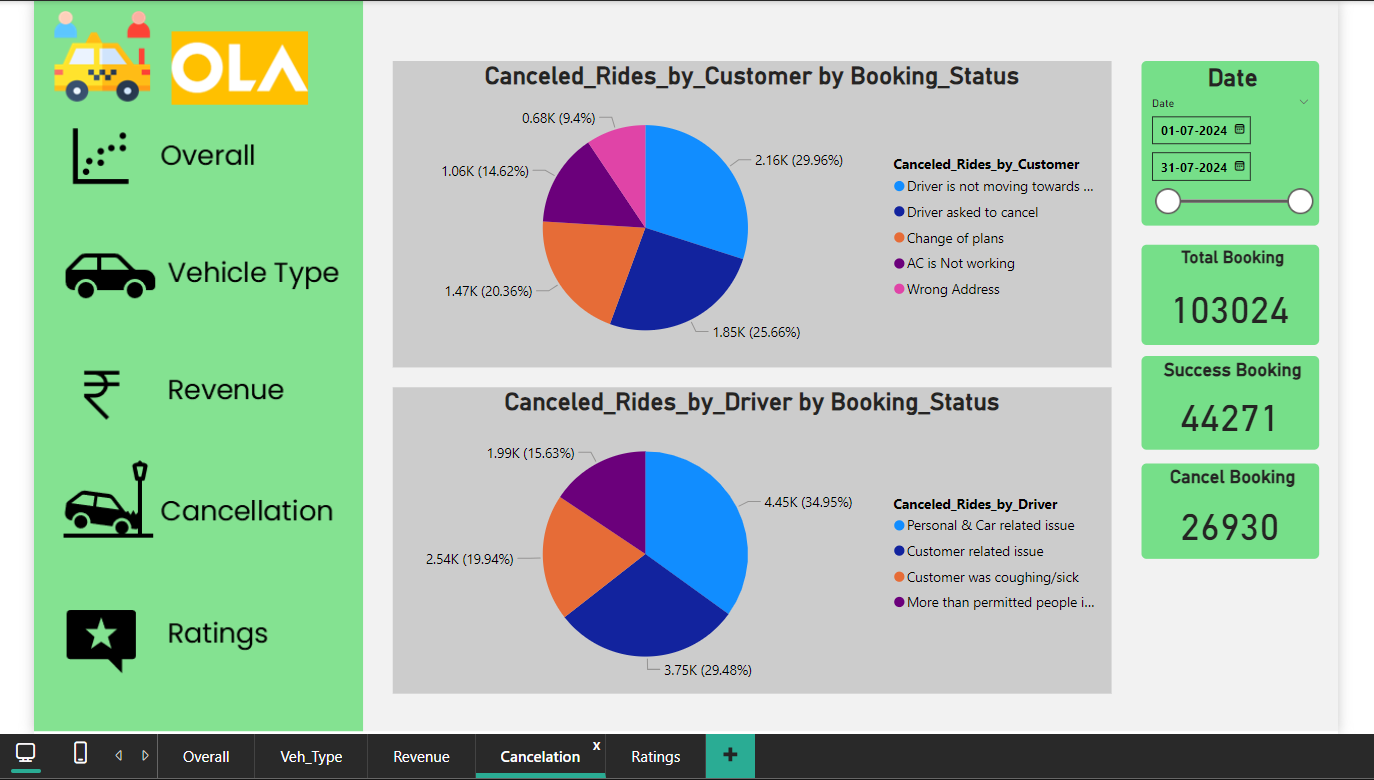 OLA
Overall
Vehicle Type
Revenue
Cancellation
Ratings
Canceled_Rides_by_Customer by Booking_Status
0.68K (9.4%)
2.16K (29.96%)
1.06K (14.62%)
1.47K (20.36%)
1.85K (25.66%)
Canceled_Rides_by_Customer
Driver is not moving towards ...
Driver asked to cancel
Change of plans
AC is Not working
Wrong Address
Canceled_Rides_by_Driver by Booking_Status
1.99K (15.63%)
4.45K (34.95%)
2.54K (19.94%)
3.75K (29.48%)
Canceled_Rides_by_Driver
Personal & Car related issue
Customer related issue
Customer was coughing/sick
More than permitted people i...
Date
Date
01-07-2024
31-07-2024
Total Booking
103024
Success Booking
44271
Cancel Booking
26930
Overall
Veh_Type
Revenue
Cancelation
x
Ratings
+